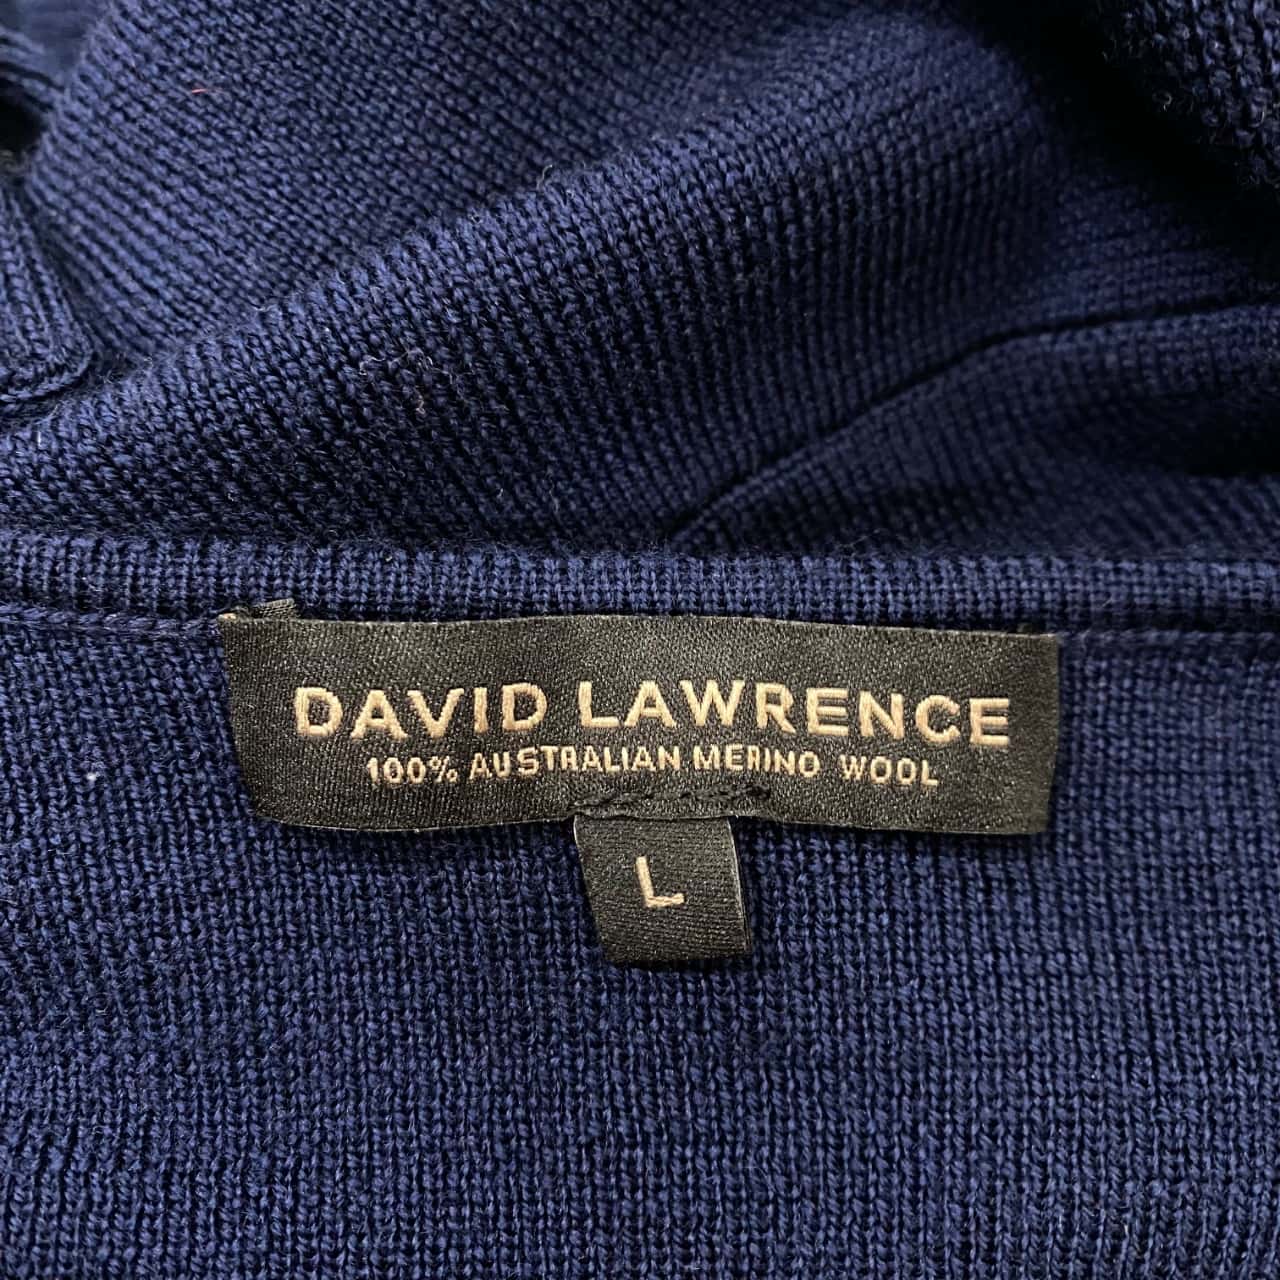 DAVID LAWRENCE
100% AUSTRALIAN MERINO WOOL
L